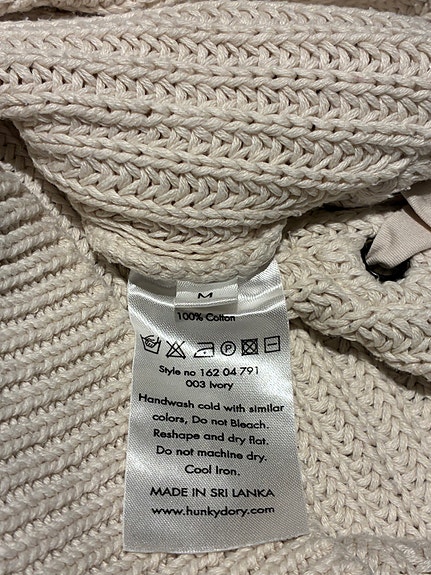 M
100% Cotton
P
Style no 162 04 791
003 Ivory
Handwash cold with similar
colors, Do not Bleach.
Reshape and dry flat.
Do not machine dry.
Cool Iron.
MADE IN SRI LANKA
www.hunkydory.com